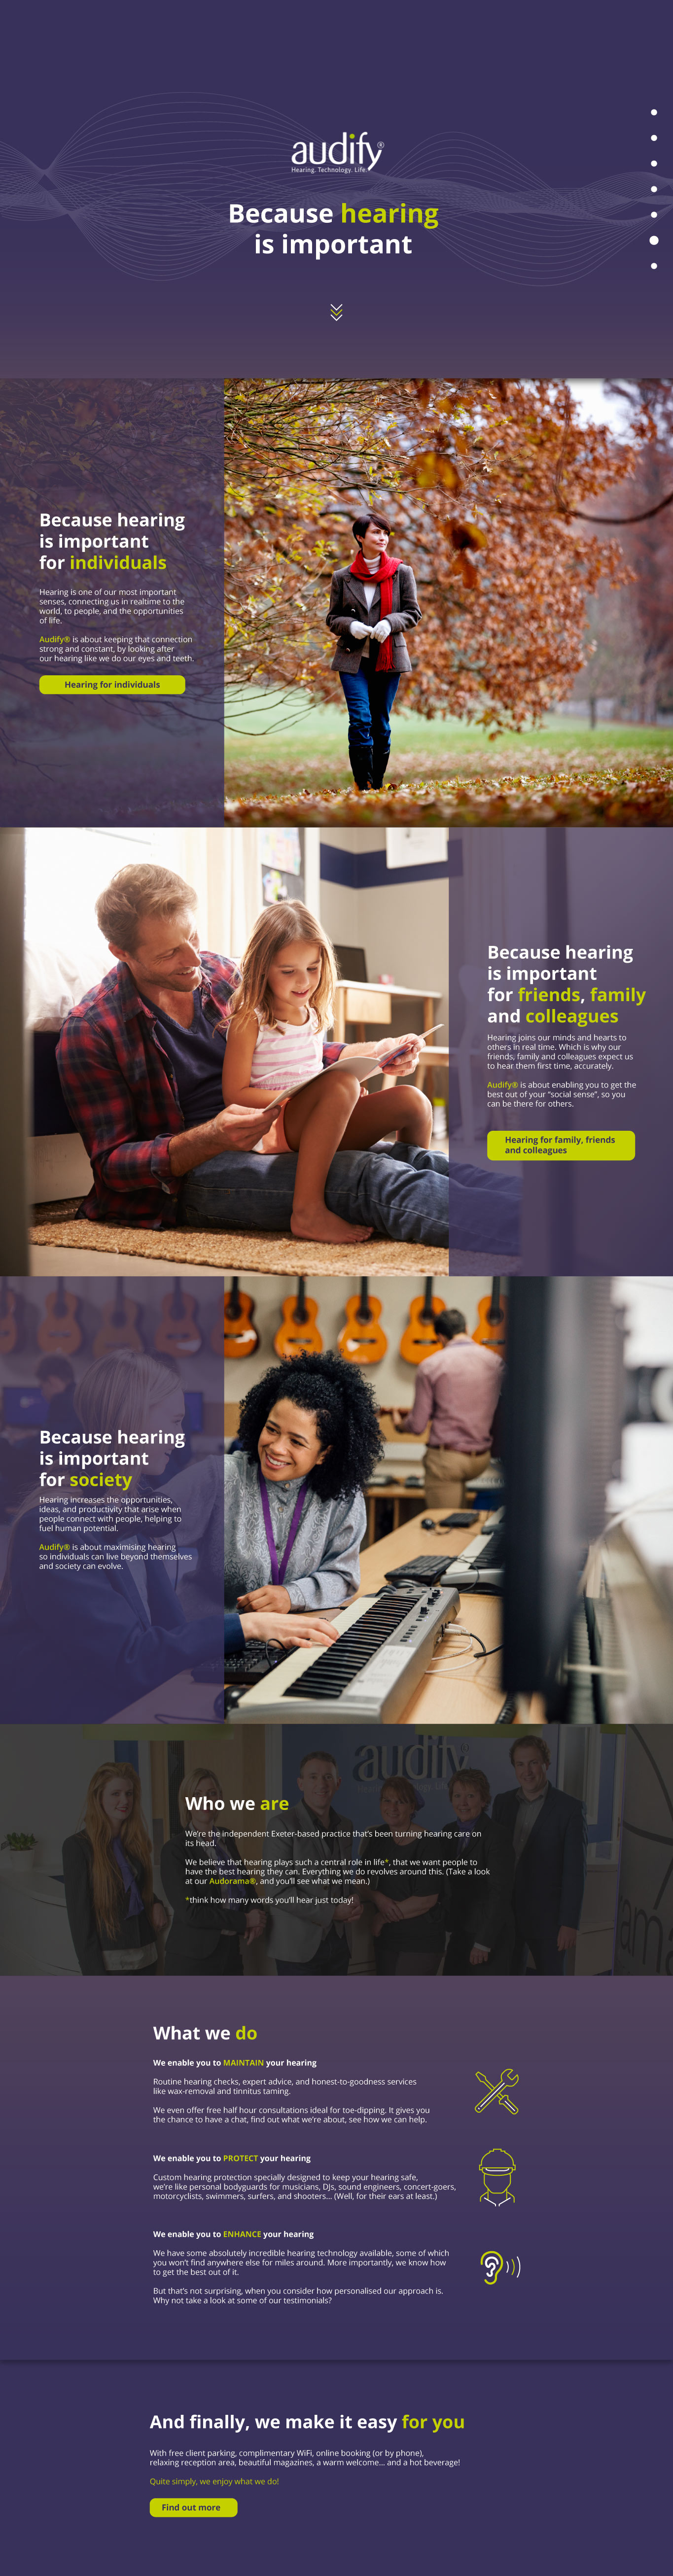 audify®
Hearing. Technology. Life.
Because hearing
is important
Because hearing
is important
for individuals
Hearing is one of our most important
senses, connecting us in realtime to the
world, to people, and the opportunities
of life.
Audify® is about keeping that connection
strong and constant, by looking after
our hearing like we do our eyes and teeth.
Hearing for individuals
Because hearing
is important
for friends, family
and colleagues
Hearing joins our minds and hearts to
others in real time. Which is why our
friends, family and colleagues expect us
to hear them first time, accurately.
Audify® is about enabling you to get the
best out of your “social sense”, so you
can be there for others.
Hearing for family, friends
and colleagues
Because hearing
is important
for society
Hearing increases the opportunities,
ideas, and productivity that arise when
people connect with people, helping to
fuel human potential.
Audify® is about maximising hearing
so individuals can live beyond themselves
and society can evolve.
audify®
Who we are
We’re the independent Exeter-based practice that’s been turning hearing care on
its head.
We believe that hearing plays such a central role in life*, that we want people to
have the best hearing they can. Everything we do revolves around this. (Take a look
at our Audorama®, and you’ll see what we mean.)
*think how many words you’ll hear just today!
What we do
We enable you to MAINTAIN your hearing
Routine hearing checks, expert advice, and honest-to-goodness services
like wax-removal and tinnitus taming.
We even offer free half hour consultations ideal for toe-dipping. It gives you
the chance to have a chat, find out what we’re about, see how we can help.
We enable you to PROTECT your hearing
Custom hearing protection specially designed to keep your hearing safe,
we’re like personal bodyguards for musicians, DJs, sound engineers, concert-goers,
motorcyclists, swimmers, surfers, and shooters... (Well, for their ears at least.)
We enable you to ENHANCE your hearing
We have some absolutely incredible hearing technology available, some of which
you won’t find anywhere else for miles around. More importantly, we know how
to get the best out of it.
But that’s not surprising, when you consider how personalised our approach is.
Why not take a look at some of our testimonials?
And finally, we make it easy for you
With free client parking, complimentary WiFi, online booking (or by phone),
relaxing reception area, beautiful magazines, a warm welcome... and a hot beverage!
Quite simply, we enjoy what we do!
Find out more